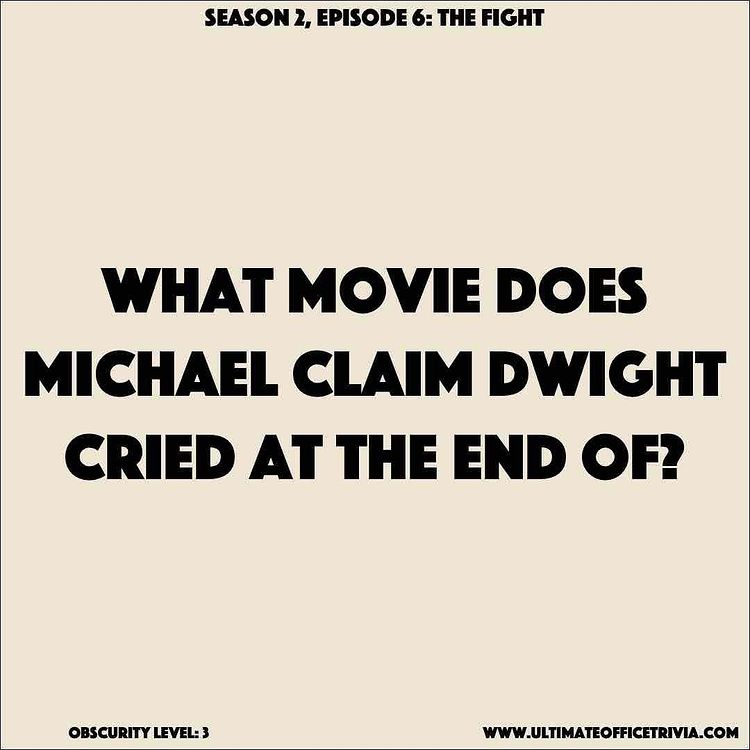 SEASON 2, EPISODE 6: THE FIGHT
WHAT MOVIE DOES
MICHAEL CLAIM DWIGHT
CRIED AT THE END OF?
OBSCURITY LEVEL: 3
WWW.ULTIMATEOFFICETRIVIA.COM